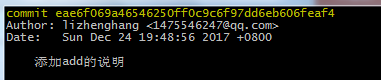 commit eae6f069a46546250ff0c9c6f97dd6eb606feaf4
Author: lizhenghang <1475546247@qq.com>
Date:   Sun Dec 24 19:48:56 2017 +0800
添加add的说明